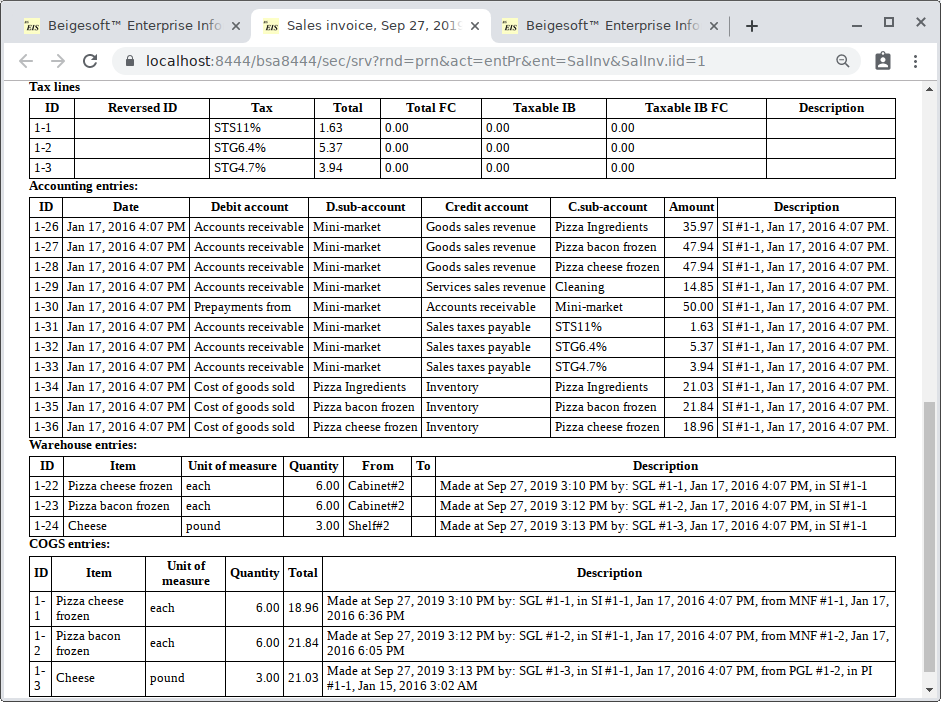 EIS Beigesoft™ Enterprise Info
EIS Sales invoice, Sep 27, 2019
EIS Beigesoft™ Enterprise Info
localhost:8444/bsa8444/sec/srv?rnd=prn&act=entPr&ent=SalInv&SalInv.iid=1
Tax lines
ID Reversed ID Tax Total Total FC Taxable IB Taxable IB FC Description
1-1 STS11% 1.63 0.00 0.00 0.00
1-2 STG6.4% 5.37 0.00 0.00 0.00
1-3 STG4.7% 3.94 0.00 0.00 0.00
Accounting entries:
ID Date Debit account D.sub-account Credit account C.sub-account Amount Description
1-26 Jan 17, 2016 4:07 PM Accounts receivable Mini-market Goods sales revenue Pizza Ingredients 35.97 SI #1-1, Jan 17, 2016 4:07 PM.
1-27 Jan 17, 2016 4:07 PM Accounts receivable Mini-market Goods sales revenue Pizza bacon frozen 47.94 SI #1-1, Jan 17, 2016 4:07 PM.
1-28 Jan 17, 2016 4:07 PM Accounts receivable Mini-market Goods sales revenue Pizza cheese frozen 47.94 SI #1-1, Jan 17, 2016 4:07 PM.
1-29 Jan 17, 2016 4:07 PM Accounts receivable Mini-market Services sales revenue Cleaning 14.85 SI #1-1, Jan 17, 2016 4:07 PM.
1-30 Jan 17, 2016 4:07 PM Prepayments from Mini-market Accounts receivable Mini-market 50.00 SI #1-1, Jan 17, 2016 4:07 PM.
1-31 Jan 17, 2016 4:07 PM Accounts receivable Mini-market Sales taxes payable STS11% 1.63 SI #1-1, Jan 17, 2016 4:07 PM.
1-32 Jan 17, 2016 4:07 PM Accounts receivable Mini-market Sales taxes payable STG6.4% 5.37 SI #1-1, Jan 17, 2016 4:07 PM.
1-33 Jan 17, 2016 4:07 PM Accounts receivable Mini-market Sales taxes payable STG4.7% 3.94 SI #1-1, Jan 17, 2016 4:07 PM.
1-34 Jan 17, 2016 4:07 PM Cost of goods sold Pizza Ingredients Inventory Pizza Ingredients 21.03 SI #1-1, Jan 17, 2016 4:07 PM.
1-35 Jan 17, 2016 4:07 PM Cost of goods sold Pizza bacon frozen Inventory Pizza bacon frozen 21.84 SI #1-1, Jan 17, 2016 4:07 PM.
1-36 Jan 17, 2016 4:07 PM Cost of goods sold Pizza cheese frozen Inventory Pizza cheese frozen 18.96 SI #1-1, Jan 17, 2016 4:07 PM.
Warehouse entries:
ID Item Unit of measure Quantity From To Description
1-22 Pizza cheese frozen each 6.00 Cabinet#2 Made at Sep 27, 2019 3:10 PM by: SGL #1-1, Jan 17, 2016 4:07 PM, in SI #1-1
1-23 Pizza bacon frozen each 6.00 Cabinet#2 Made at Sep 27, 2019 3:12 PM by: SGL #1-2, Jan 17, 2016 4:07 PM, in SI #1-1
1-24 Cheese pound 3.00 Shelf#2 Made at Sep 27, 2019 3:13 PM by: SGL #1-3, Jan 17, 2016 4:07 PM, in SI #1-1
COGS entries:
ID Item Unit of Quantity Total Description
measure
1- Pizza cheese each 6.00 18.96 Made at Sep 27, 2019 3:10 PM by: SGL #1-1, in SI #1-1, Jan 17, 2016 4:07 PM, from MNF #1-1, Jan 17,
1 frozen 2016 6:36 PM
1- Pizza bacon each 6.00 21.84 Made at Sep 27, 2019 3:12 PM by: SGL #1-2, in SI #1-1, Jan 17, 2016 4:07 PM, from MNF #1-2, Jan 17,
2 frozen 2016 6:05 PM
1- Cheese pound 3.00 21.03 Made at Sep 27, 2019 3:13 PM by: SGL #1-3, in SI #1-1, Jan 17, 2016 4:07 PM, from PGL #1-2, in PI
3 #1-1, Jan 15, 2016 3:02 AM